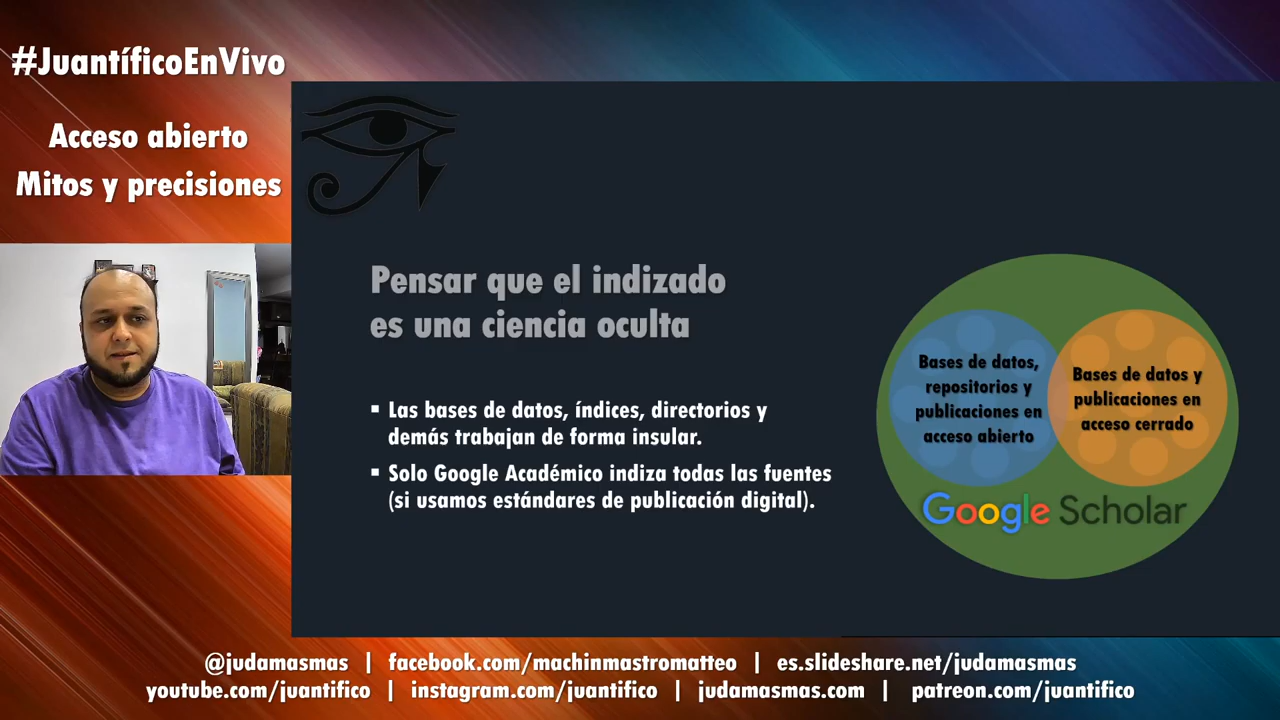 #JuantíficoEnVivo
Acceso abierto
Mitos y precisiones
Pensar que el indizado
es una ciencia oculta
▪ Las bases de datos, índices, directorios y
demás trabajan de forma insular.
▪ Solo Google Académico indiza todas las fuentes
(si usamos estándares de publicación digital).
Bases de datos,
repositorios y
publicaciones en
acceso abierto
Bases de datos y
publicaciones en
acceso cerrado
Google Scholar
@judamasmas | facebook.com/machinmastromatteo | es.slideshare.net/judamasmas
youtube.com/juantifico | instagram.com/juantifico | judamasmas.com | patreon.com/juantifico